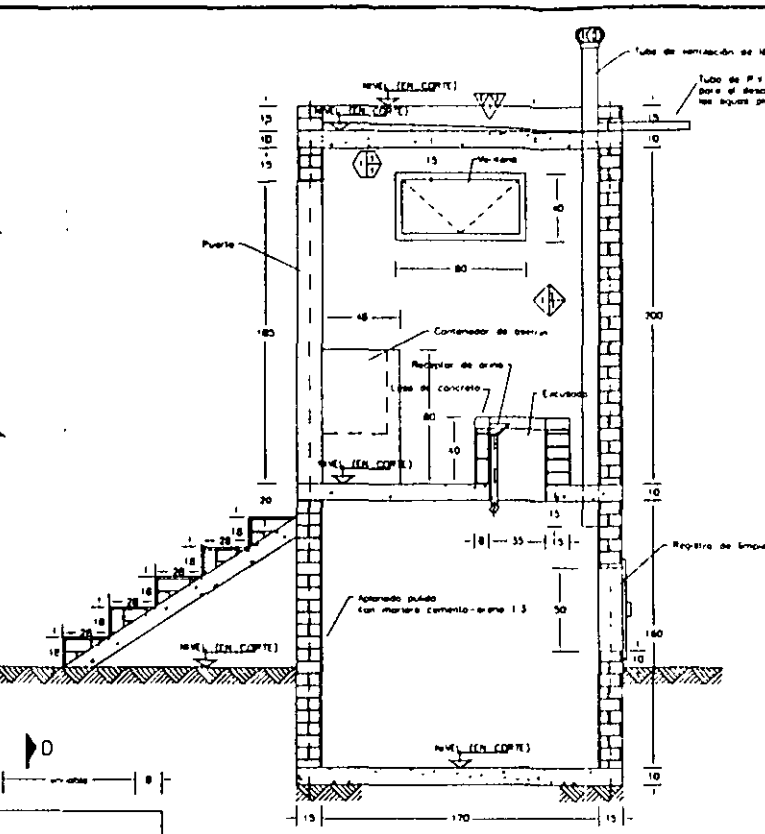 Tubo de ventilación de
Tubo de P.V.
para el desc
las aguas
NIVEL (EN CORTE)
NIVEL (EN CORTE)
15
10
15
15
10
15
Ventana
40
80
Puerta
185
200
48
Contenedor de
Receptor de orina
Losa de concreto
Excusado
80
40
NIVEL (EN CORTE)
20
10
15
8
35
15
28
18
28
18
28
18
28
18
18
Registro de limpie
Aplanado pulido
con mortero cemento-arena 1:3
50
160
10
NIVEL (EN CORTE)
D
variable
8
NIVEL (EN CORTE)
10
15
170
15